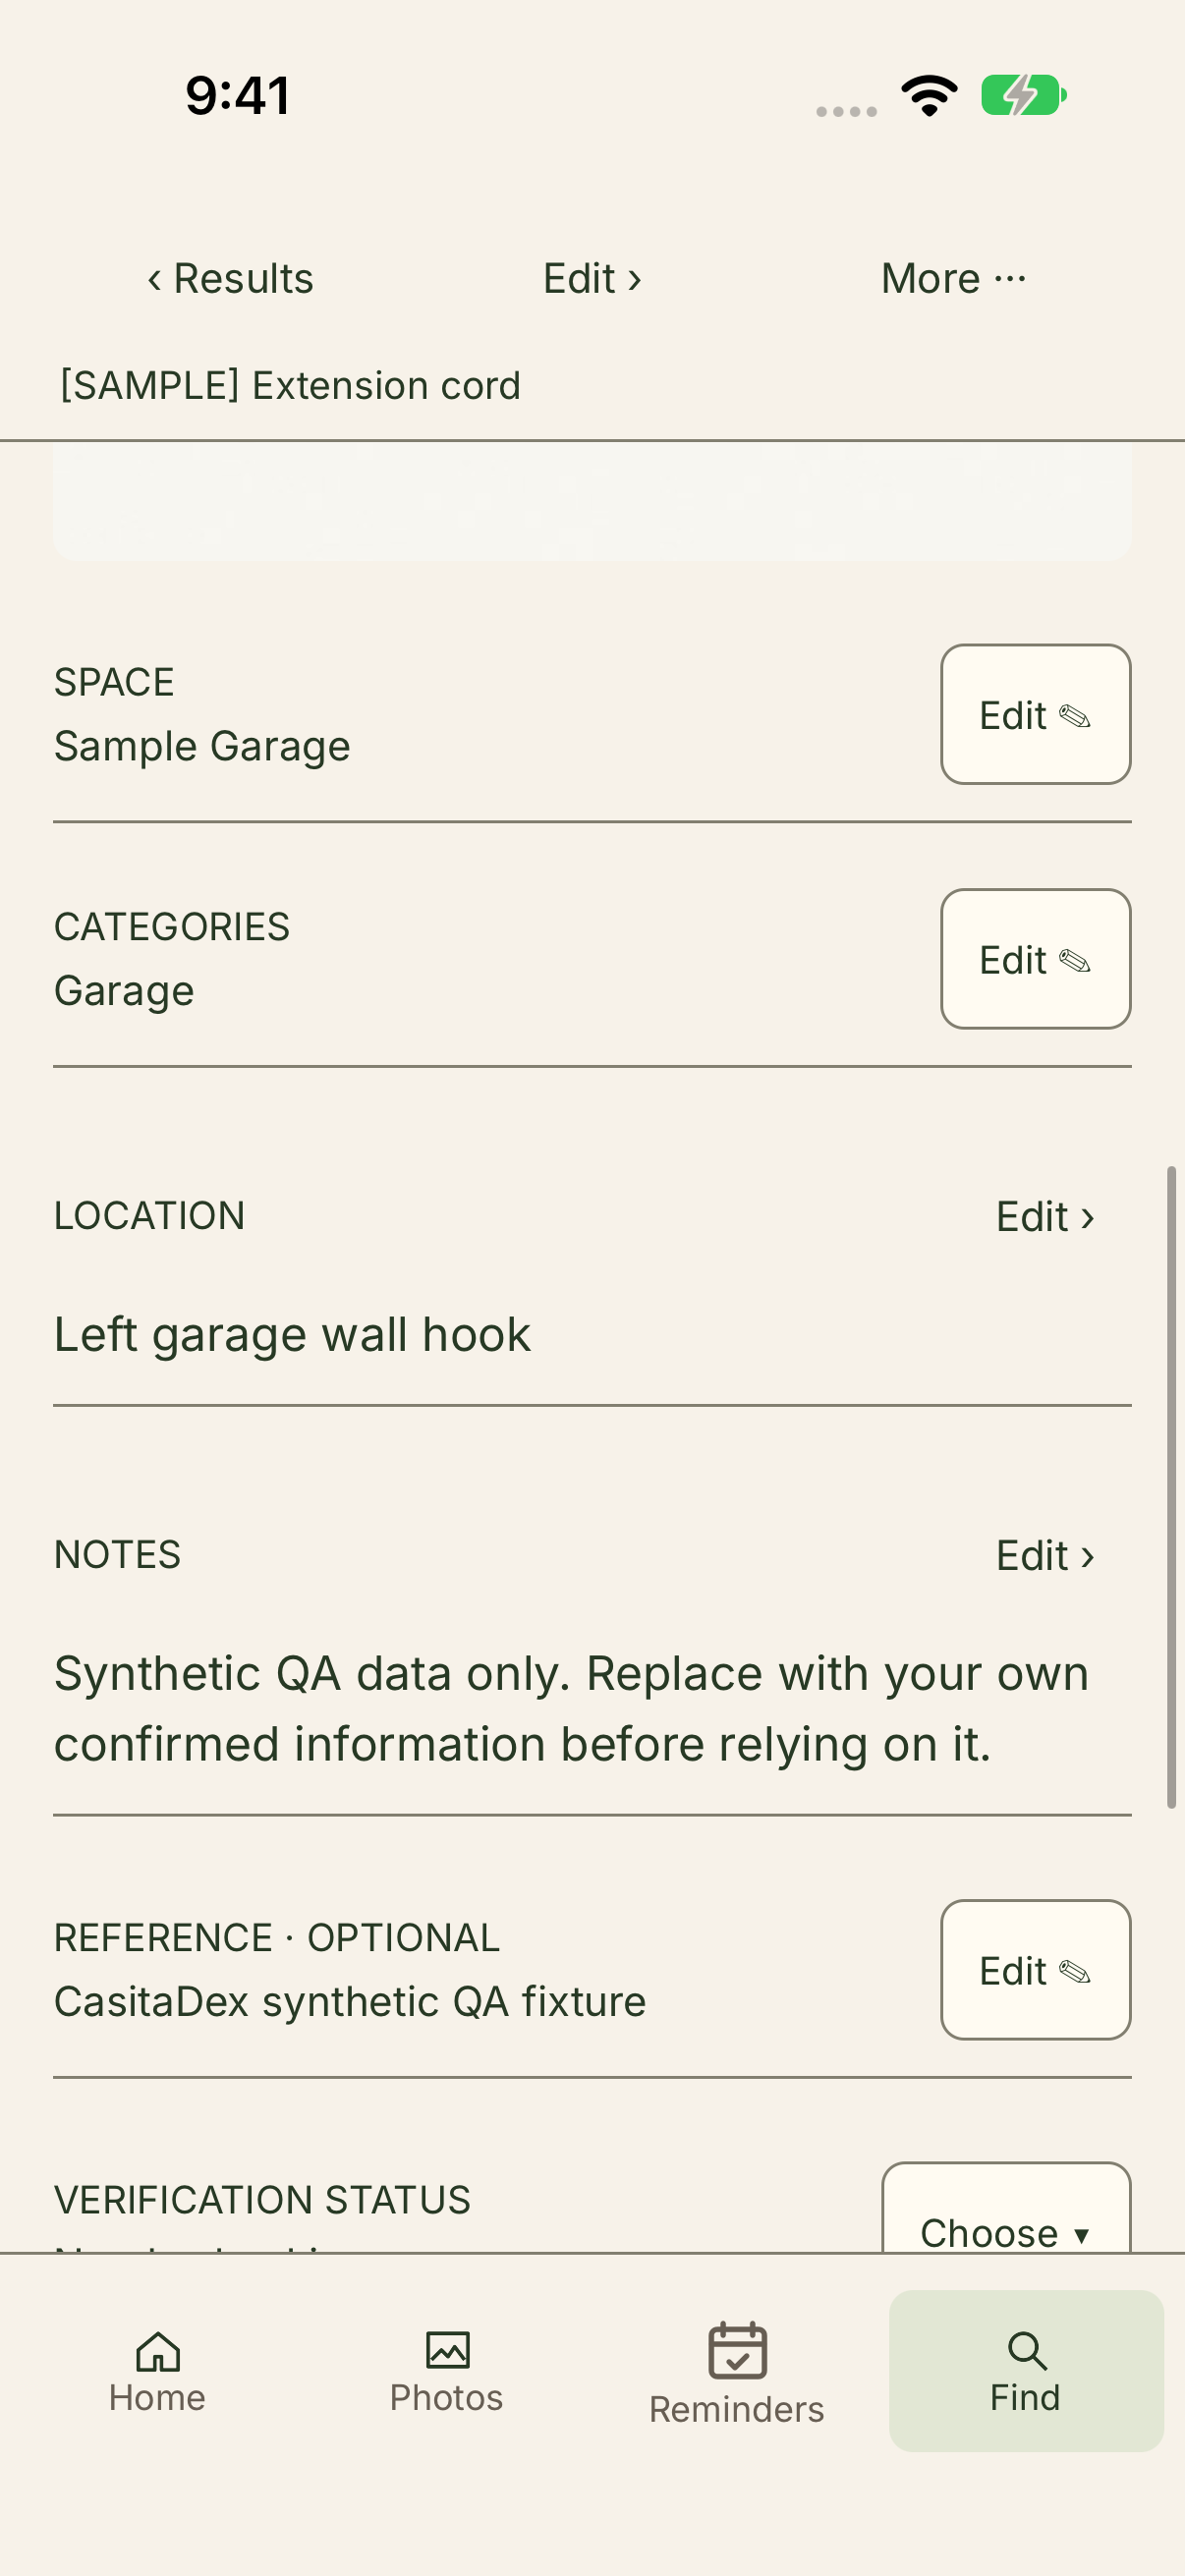 9:41
‹ Results
Edit ›
More ···
[SAMPLE] Extension cord
SPACE
Sample Garage
Edit ✎
CATEGORIES
Garage
Edit ✎
LOCATION
Edit ›
Left garage wall hook
NOTES
Edit ›
Synthetic QA data only. Replace with your own
confirmed information before relying on it.
REFERENCE · OPTIONAL
CasitaDex synthetic QA fixture
Edit ✎
VERIFICATION STATUS
Choose ▾
Home
Photos
Reminders
Find